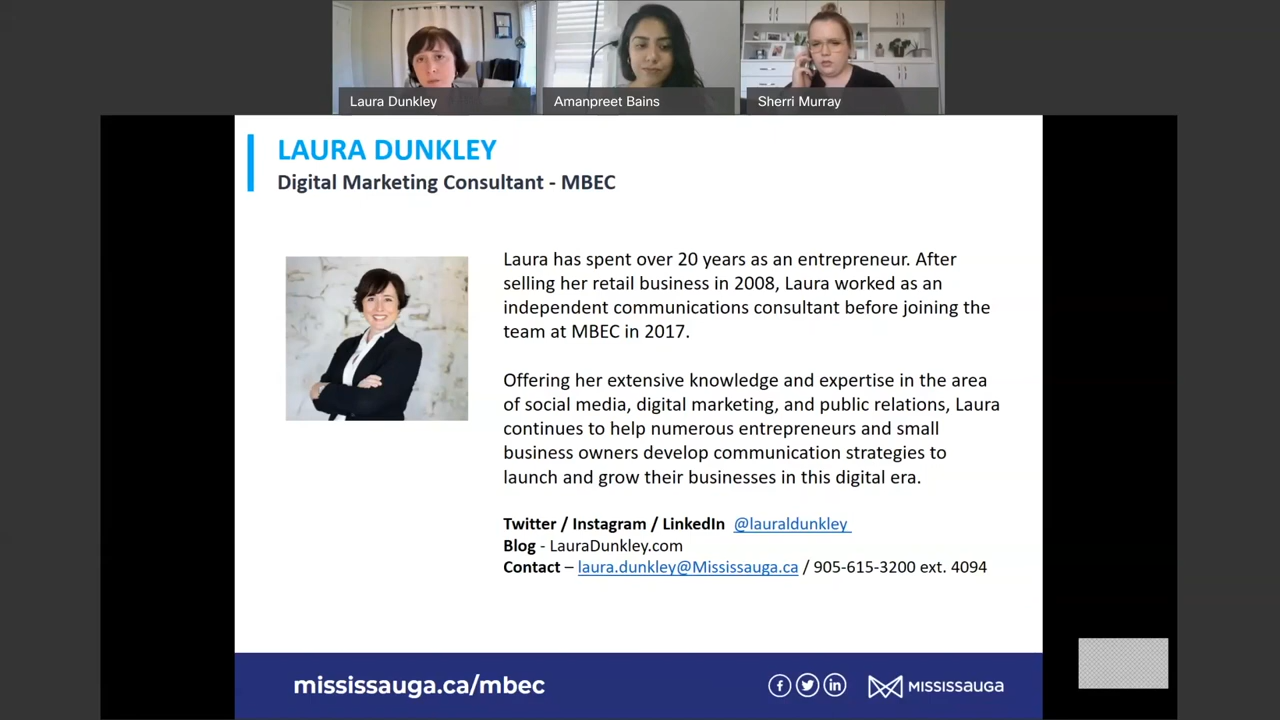 Laura Dunkley
Amanpreet Bains
Sherri Murray
LAURA DUNKLEY
Digital Marketing Consultant - MBEC
Laura has spent over 20 years as an entrepreneur. After
selling her retail business in 2008, Laura worked as an
independent communications consultant before joining the
team at MBEC in 2017.
Offering her extensive knowledge and expertise in the area
of social media, digital marketing, and public relations, Laura
continues to help numerous entrepreneurs and small
business owners develop communication strategies to
launch and grow their businesses in this digital era.
Twitter / Instagram / LinkedIn @lauraldunkley
Blog - LauraDunkley.com
Contact – laura.dunkley@Mississauga.ca / 905-615-3200 ext. 4094
mississauga.ca/mbec
MISSISSAUGA